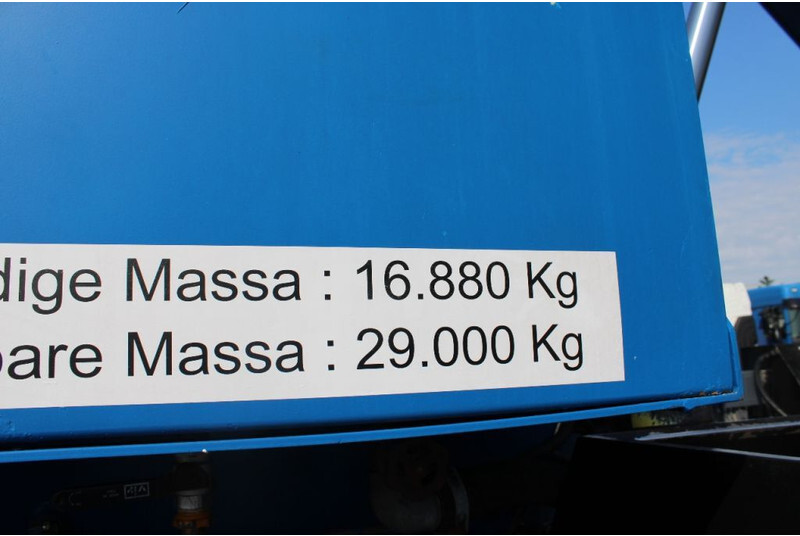 dige Massa : 16.880 Kg
bare Massa : 29.000 Kg